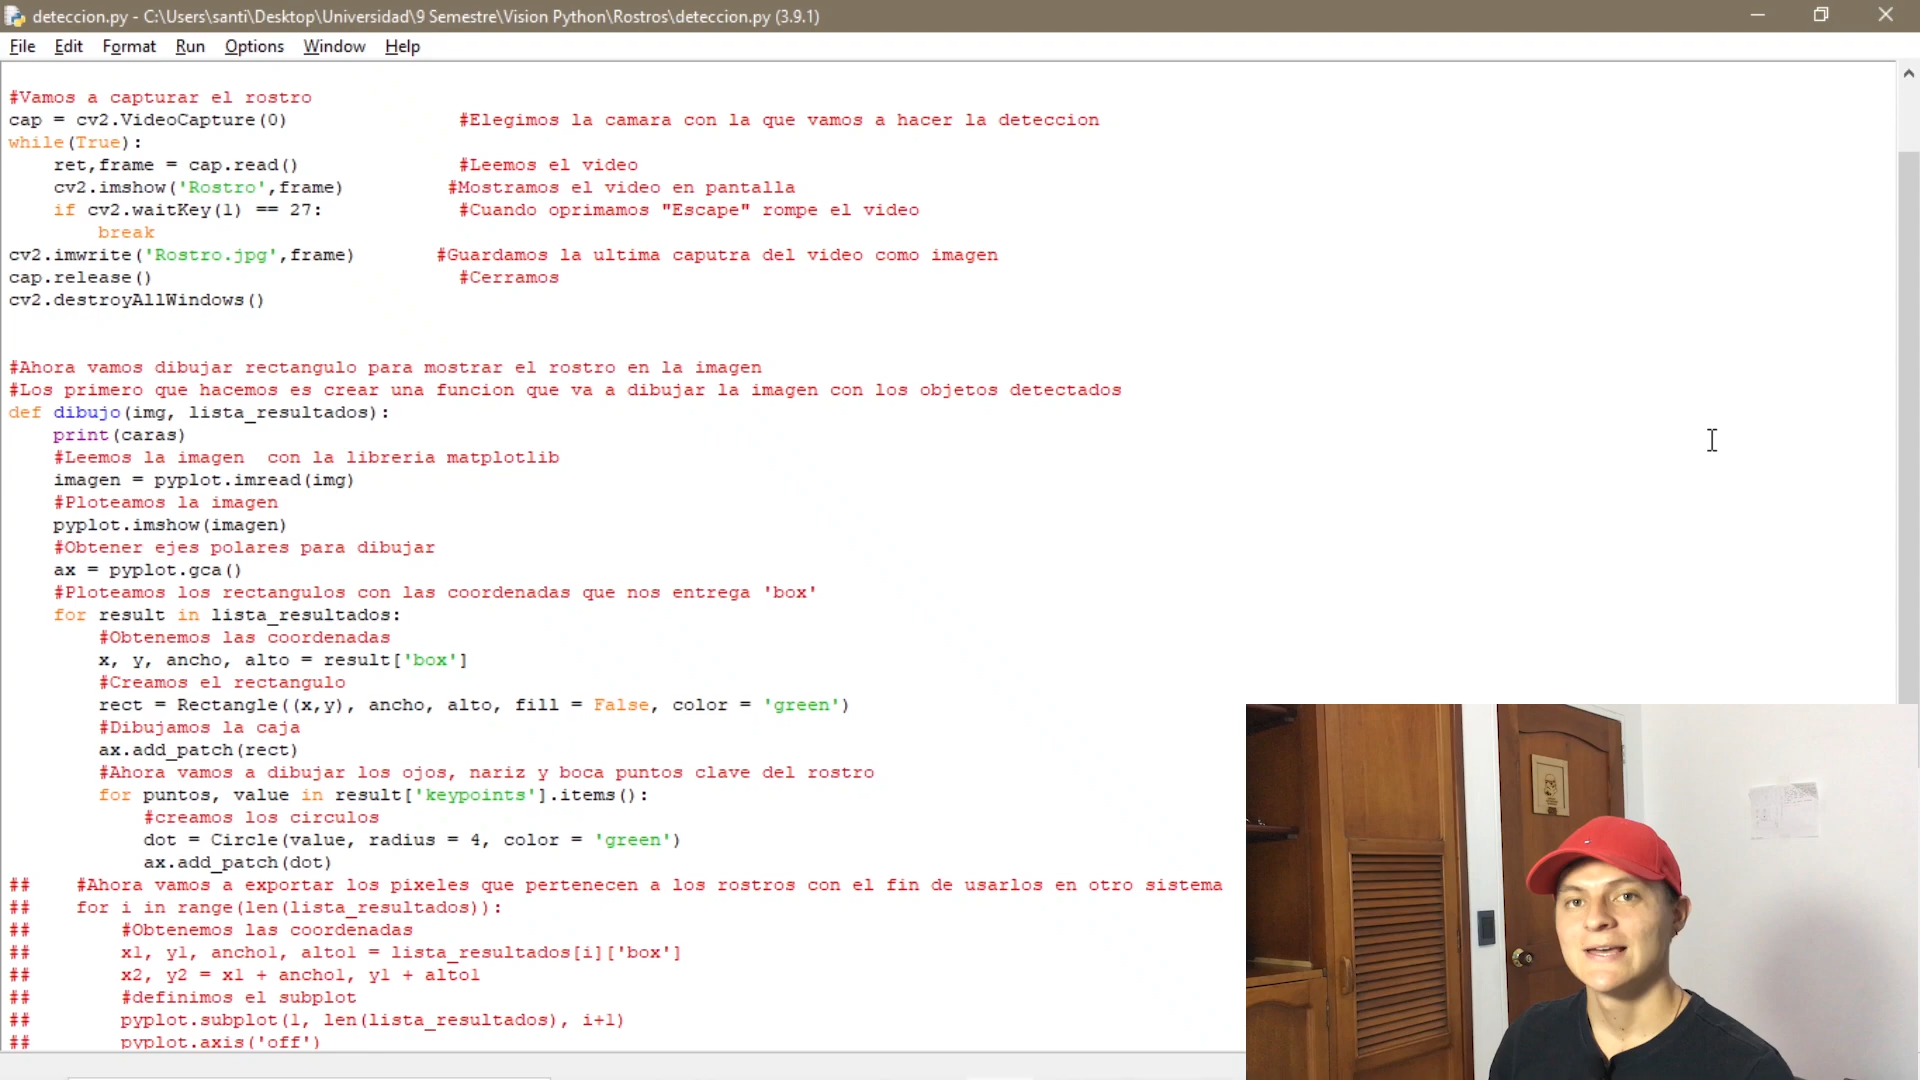 deteccion.py - C:\Users\santi\Desktop\Universidad\9 Semestre\Vision Python\Rostros\deteccion.py (3.9.1)
File Edit Format Run Options Window Help
#Vamos a capturar el rostro
cap = cv2.VideoCapture(0) #Elegimos la camara con la que vamos a hacer la deteccion
while(True):
    ret,frame = cap.read() #Leemos el video
    cv2.imshow('Rostro',frame) #Mostramos el video en pantalla
    if cv2.waitKey(1) == 27: #Cuando oprimamos "Escape" rompe el video
        break
cv2.imwrite('Rostro.jpg',frame) #Guardamos la ultima caputra del video como imagen
cap.release() #Cerramos
cv2.destroyAllWindows()
#Ahora vamos dibujar rectangulo para mostrar el rostro en la imagen
#Los primero que hacemos es crear una funcion que va a dibujar la imagen con los objetos detectados
def dibujo(img, lista_resultados):
    print(caras)
    #Leemos la imagen  con la libreria matplotlib
    imagen = pyplot.imread(img)
    #Ploteamos la imagen
    pyplot.imshow(imagen)
    #Obtener ejes polares para dibujar
    ax = pyplot.gca()
    #Ploteamos los rectangulos con las coordenadas que nos entrega 'box'
    for result in lista_resultados:
        #Obtenemos las coordenadas
        x, y, ancho, alto = result['box']
        #Creamos el rectangulo
        rect = Rectangle((x,y), ancho, alto, fill = False, color = 'green')
        #Dibujamos la caja
        ax.add_patch(rect)
        #Ahora vamos a dibujar los ojos, nariz y boca puntos clave del rostro
        for puntos, value in result['keypoints'].items():
            #creamos los circulos
            dot = Circle(value, radius = 4, color = 'green')
            ax.add_patch(dot)
##    #Ahora vamos a exportar los pixeles que pertenecen a los rostros con el fin de usarlos en otro sistema
##    for i in range(len(lista_resultados)):
##        #Obtenemos las coordenadas
##        x1, y1, ancho1, alto1 = lista_resultados[i]['box']
##        x2, y2 = x1 + ancho1, y1 + alto1
##        #definimos el subplot
##        pyplot.subplot(1, len(lista_resultados), i+1)
##        pyplot.axis('off')